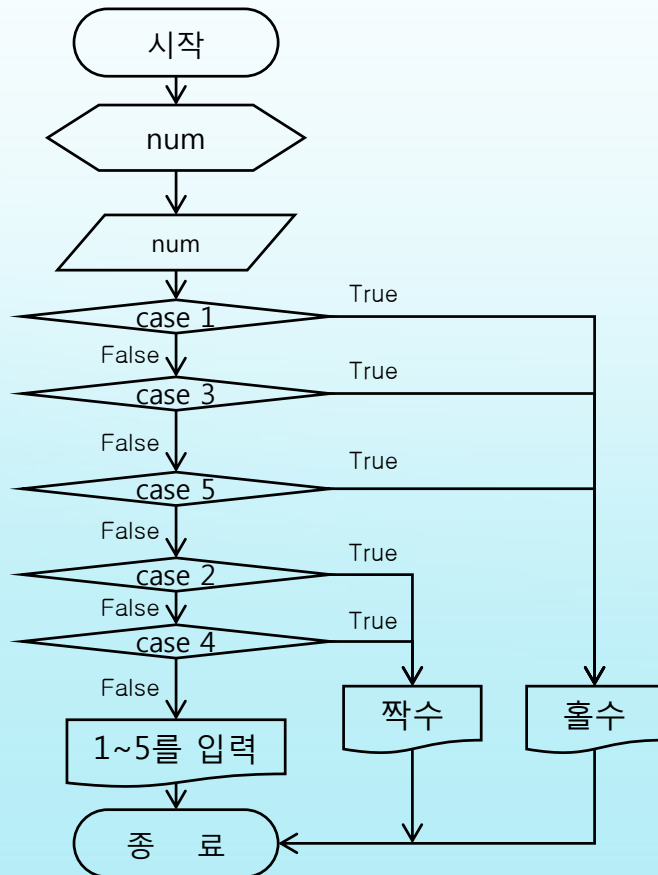 시작
num
num
case 1
True
False
case 3
True
False
case 5
True
False
case 2
True
False
case 4
True
False
1~5를 입력
짝수
홀수
종 료